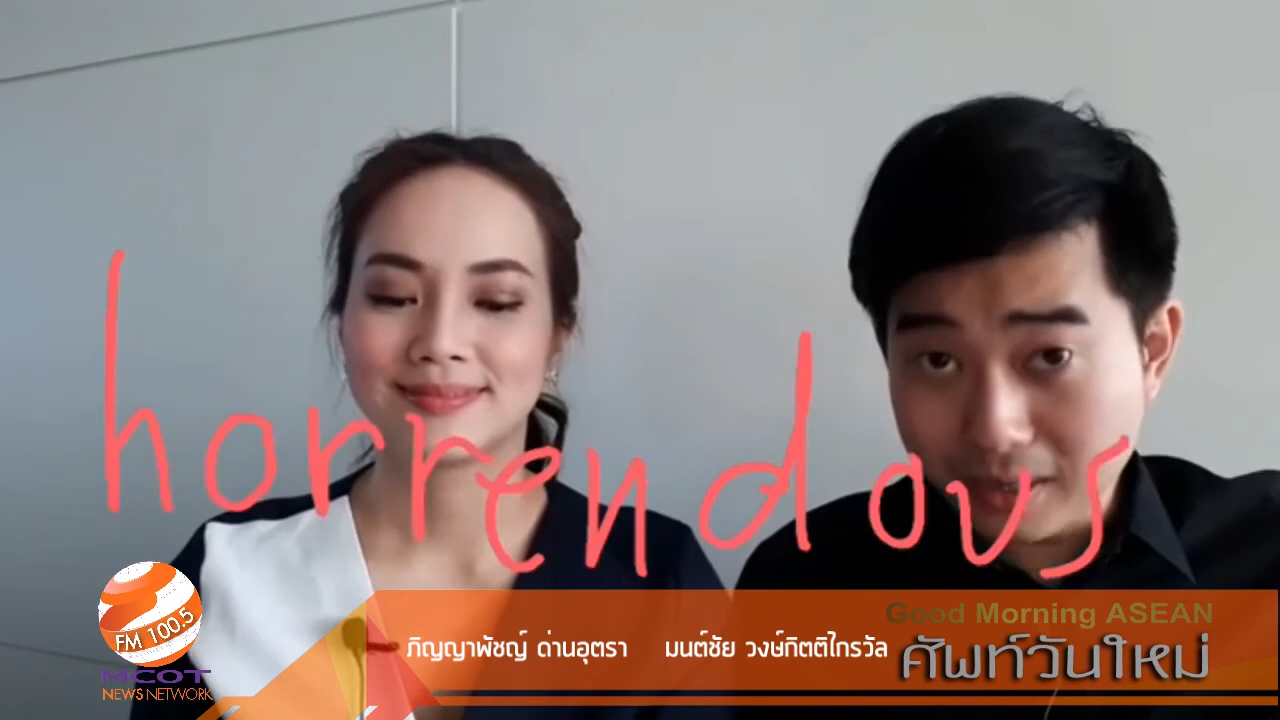 horrendous
FM 100.5
MCOT
NEWS NETWORK
ภิญญาพัชญ์ ด่านอุตรา มนต์ชัย วงษ์กิตติไกรวัล
Good Morning ASEAN
ศัพท์วันใหม่